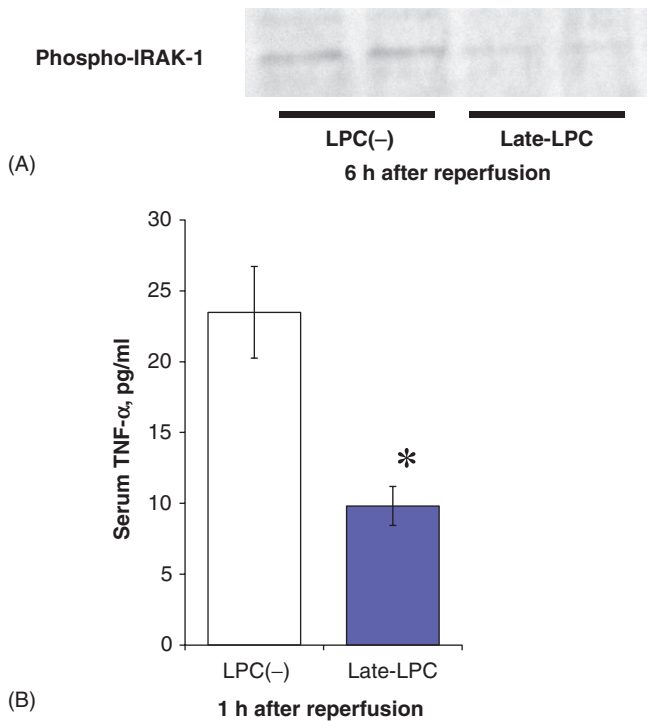 Phospho-IRAK-1
LPC(–) Late-LPC
(A)
6 h after reperfusion
30
25
20
15
10
5
0
Serum TNF-α, pg/ml
*
LPC(–) Late-LPC
(B)
1 h after reperfusion